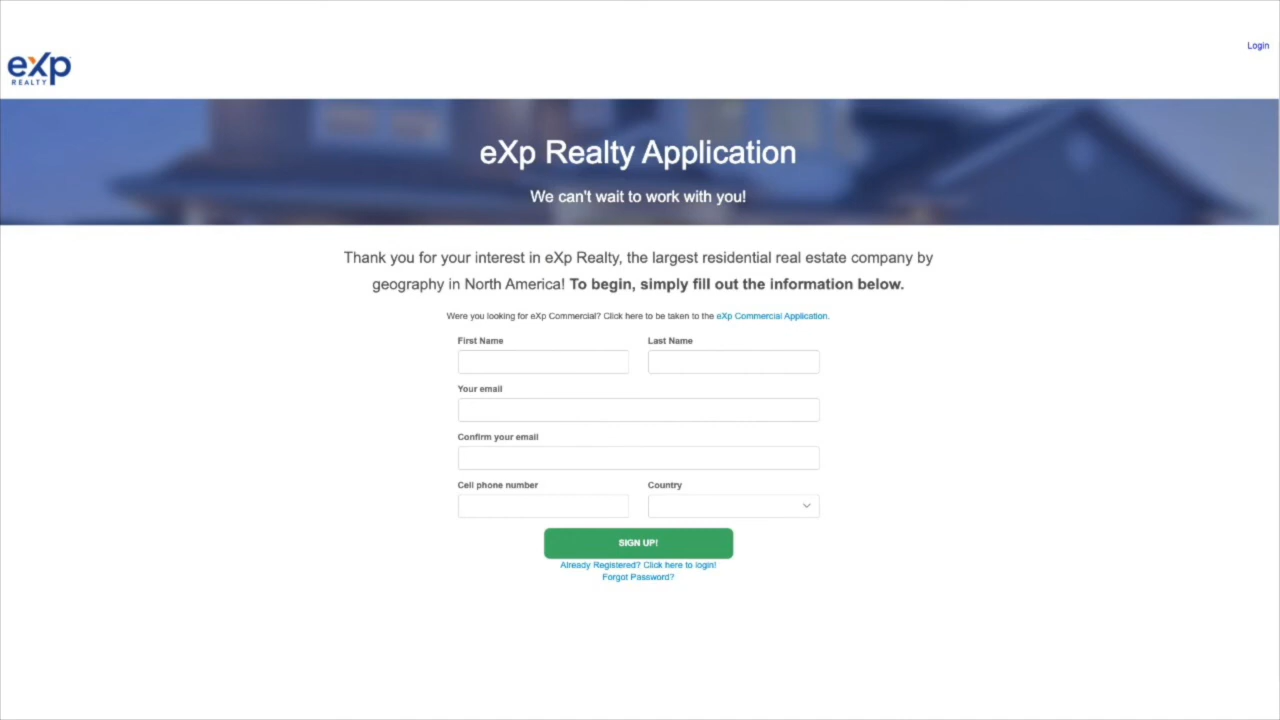 Login
eXp
REALTY
eXp Realty Application
We can't wait to work with you!
Thank you for your interest in eXp Realty, the largest residential real estate company by
geography in North America! To begin, simply fill out the information below.
Were you looking for eXp Commercial? Click here to be taken to the eXp Commercial Application.
First Name Last Name
Your email
Confirm your email
Cell phone number Country
SIGN UP!
Already Registered? Click here to login!
Forgot Password?